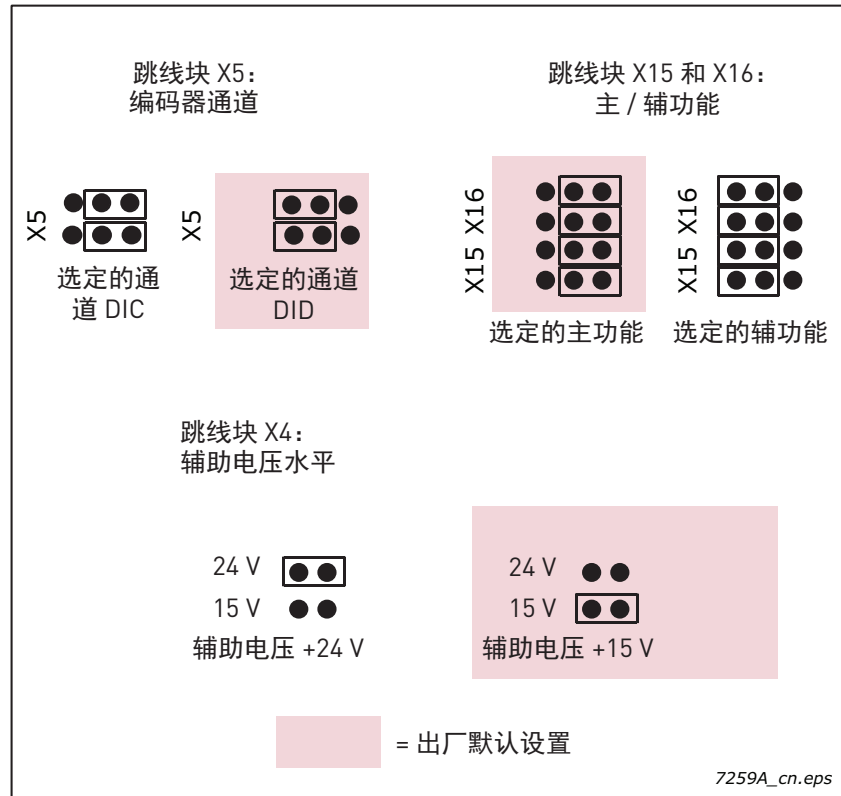 跳线块 X5：
编码器通道
跳线块 X15 和 X16：
主 / 辅功能
X5
选定的通
道 DIC
X5
选定的通道
DID
X15 X16
选定的主功能
X15 X16
选定的辅功能
跳线块 X4：
辅助电压水平
24 V
15 V
辅助电压 +24 V
24 V
15 V
辅助电压 +15 V
= 出厂默认设置
7259A_cn.eps